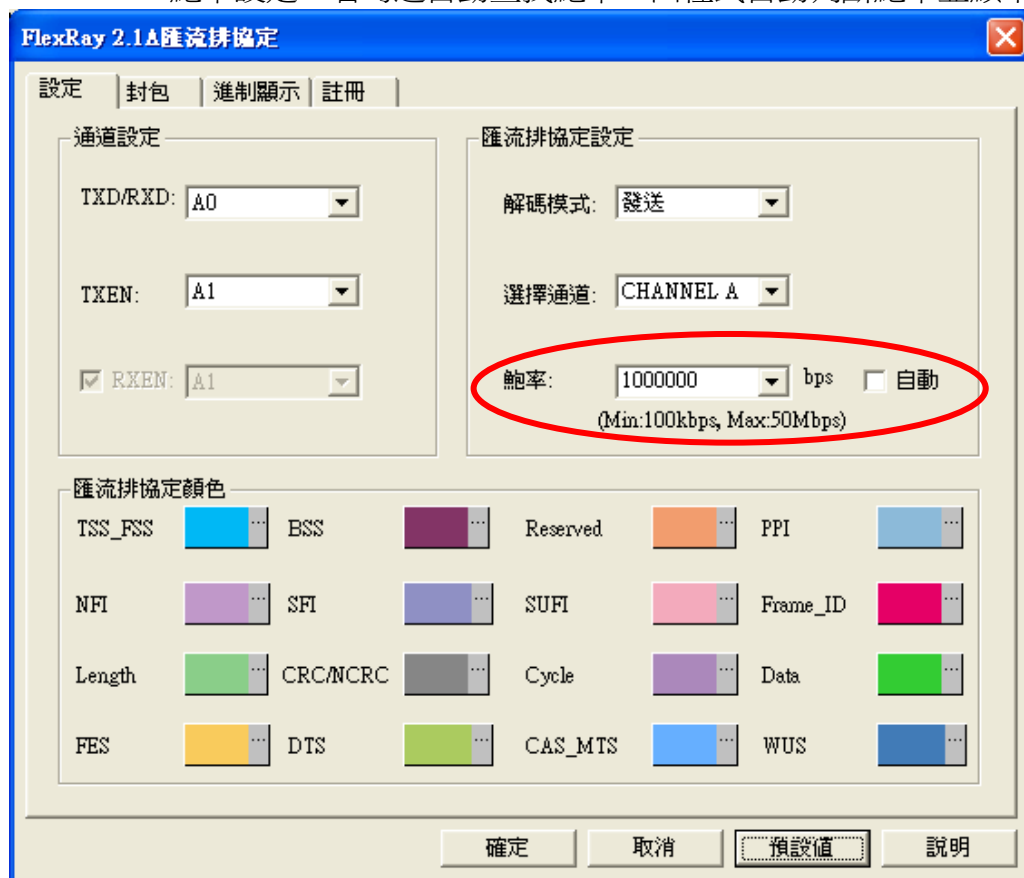 FlexRay 2.1A匯流排協定
設定 封包 進制顯示 註冊
通道設定
TXD/RXD: A0
TXEN: A1
RXEN: A1
匯流排協定設定
解碼模式: 發送
選擇通道: CHANNEL A
鮑率: 1000000 bps 自動
(Min:100kbps, Max:50Mbps)
匯流排協定顏色
TSS_FSS BSS Reserved PPI
NFI SFI SUFI Frame_ID
Length CRC/NCRC Cycle Data
FES DTS CAS_MTS WUS
確定 取消 預設值 說明